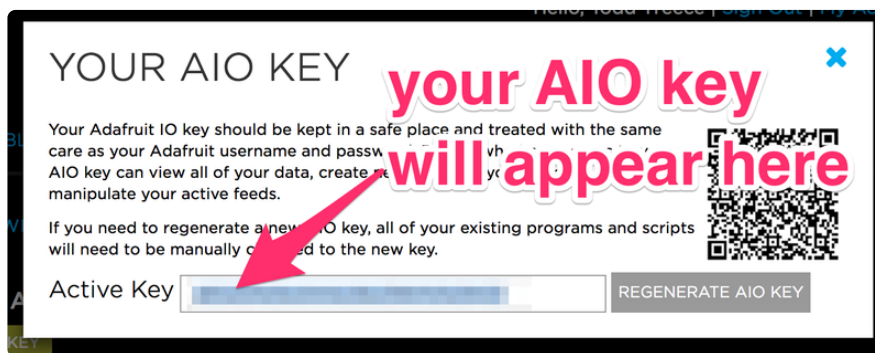 Hello, Todd Treece | Sign Out | My A
YOUR AIO KEY
your AIO key
will appear here
Your Adafruit IO key should be kept in a safe place and treated with the same
care as your Adafruit username and passw
AIO key can view all of your data, create
manipulate your active feeds.
If you need to regenerate a new AIO key, all of your existing programs and scripts
will need to be manually c ed to the new key.
Active Key
REGENERATE AIO KEY
KEY